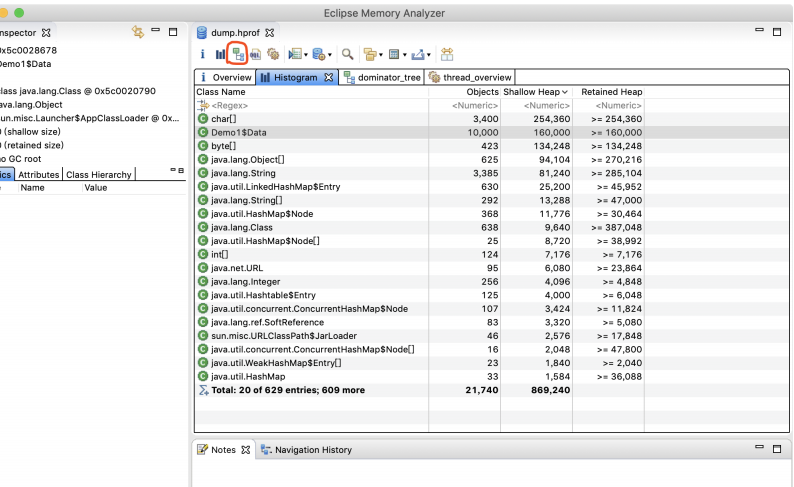 Eclipse Memory Analyzer
nspector
0x5c0028678
Demo1$Data
class java.lang.Class @ 0x5c0020790
java.lang.Object
sun.misc.Launcher$AppClassLoader @ 0x...
(shallow size)
(retained size)
no GC root
ics Attributes Class Hierarchy
Name Value
dump.hprof
i Overview Histogram dominator_tree thread_overview
Class Name Objects Shallow Heap Retained Heap
<Regex> <Numeric> <Numeric> <Numeric>
char[] 3,400 254,360 >= 254,360
Demo1$Data 10,000 160,000 >= 160,000
byte[] 423 134,248 >= 134,248
java.lang.Object[] 625 94,104 >= 270,216
java.lang.String 3,385 81,240 >= 285,104
java.util.LinkedHashMap$Entry 630 25,200 >= 45,952
java.lang.String[] 292 13,288 >= 47,000
java.util.HashMap$Node 368 11,776 >= 30,464
java.lang.Class 638 9,640 >= 387,048
java.util.HashMap$Node[] 25 8,720 >= 38,992
int[] 124 7,176 >= 7,176
java.net.URL 95 6,080 >= 23,864
java.lang.Integer 256 4,096 >= 4,848
java.util.Hashtable$Entry 125 4,000 >= 6,048
java.util.concurrent.ConcurrentHashMap$Node 107 3,424 >= 11,824
java.lang.ref.SoftReference 83 3,320 >= 5,080
sun.misc.URLClassPath$JarLoader 46 2,576 >= 17,848
java.util.concurrent.ConcurrentHashMap$Node[] 16 2,048 >= 47,800
java.util.WeakHashMap$Entry[] 23 1,840 >= 2,040
java.util.HashMap 33 1,584 >= 36,088
Total: 20 of 629 entries; 609 more 21,740 869,240
Notes Navigation History